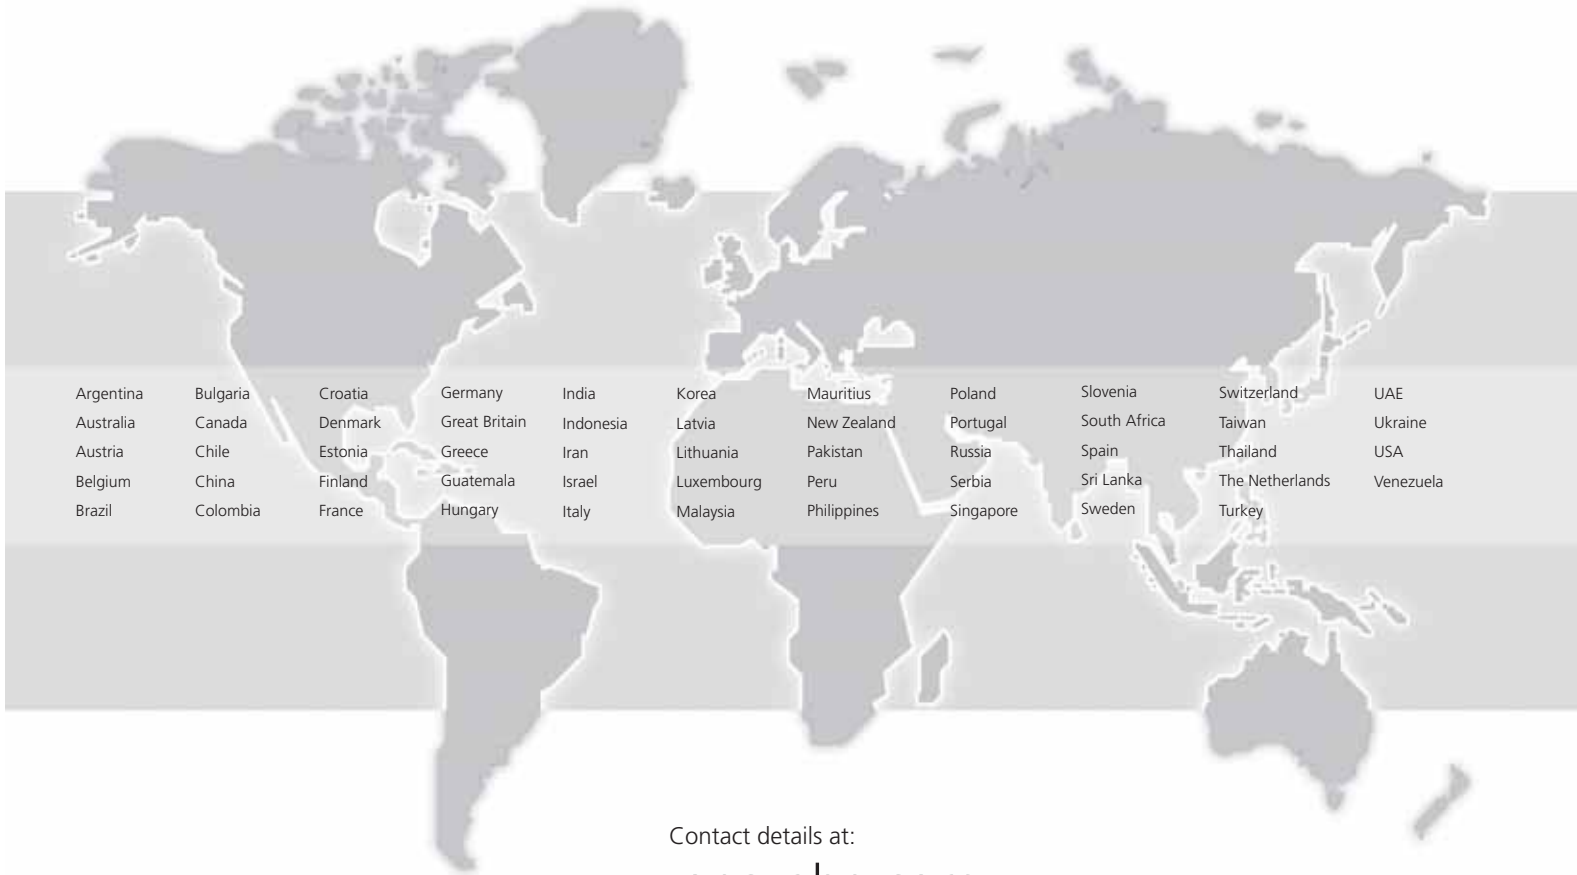 Argentina
Australia
Austria
Belgium
Brazil
Bulgaria
Canada
Chile
China
Colombia
Croatia
Denmark
Estonia
Finland
France
Germany
Great Britain
Greece
Guatemala
Hungary
India
Indonesia
Iran
Israel
Italy
Korea
Latvia
Lithuania
Luxembourg
Malaysia
Mauritius
New Zealand
Pakistan
Peru
Philippines
Poland
Portugal
Russia
Serbia
Singapore
Slovenia
South Africa
Spain
Sri Lanka
Sweden
Switzerland
Taiwan
Thailand
The Netherlands
Turkey
UAE
Ukraine
USA
Venezuela
Contact details at: